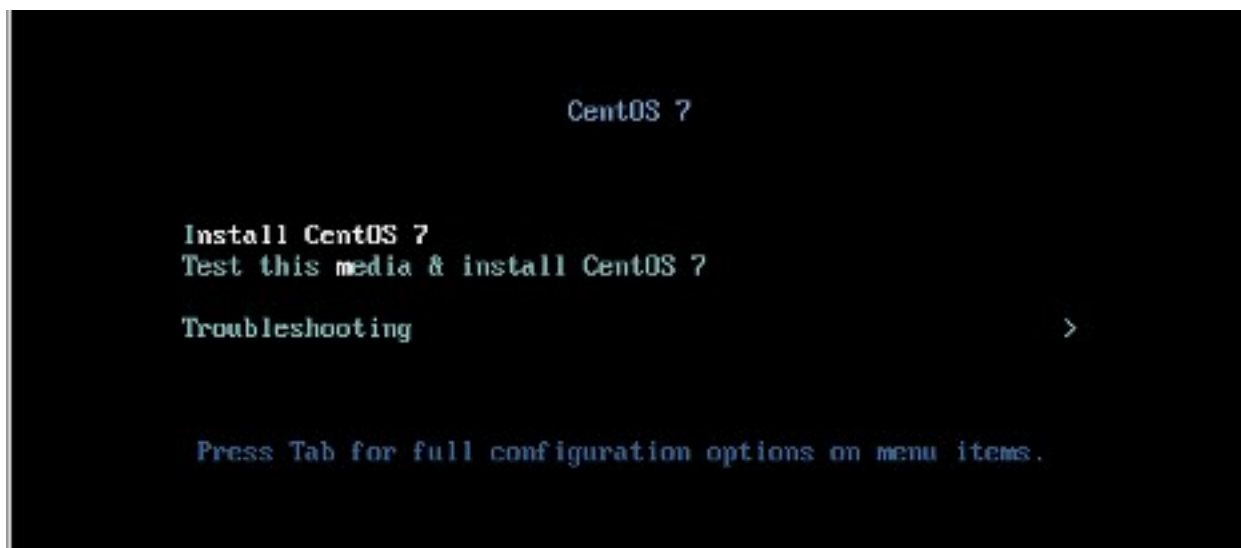 CentOS 7
Install CentOS 7
Test this media & install CentOS 7
Troubleshooting >
Press Tab for full configuration options on menu items.